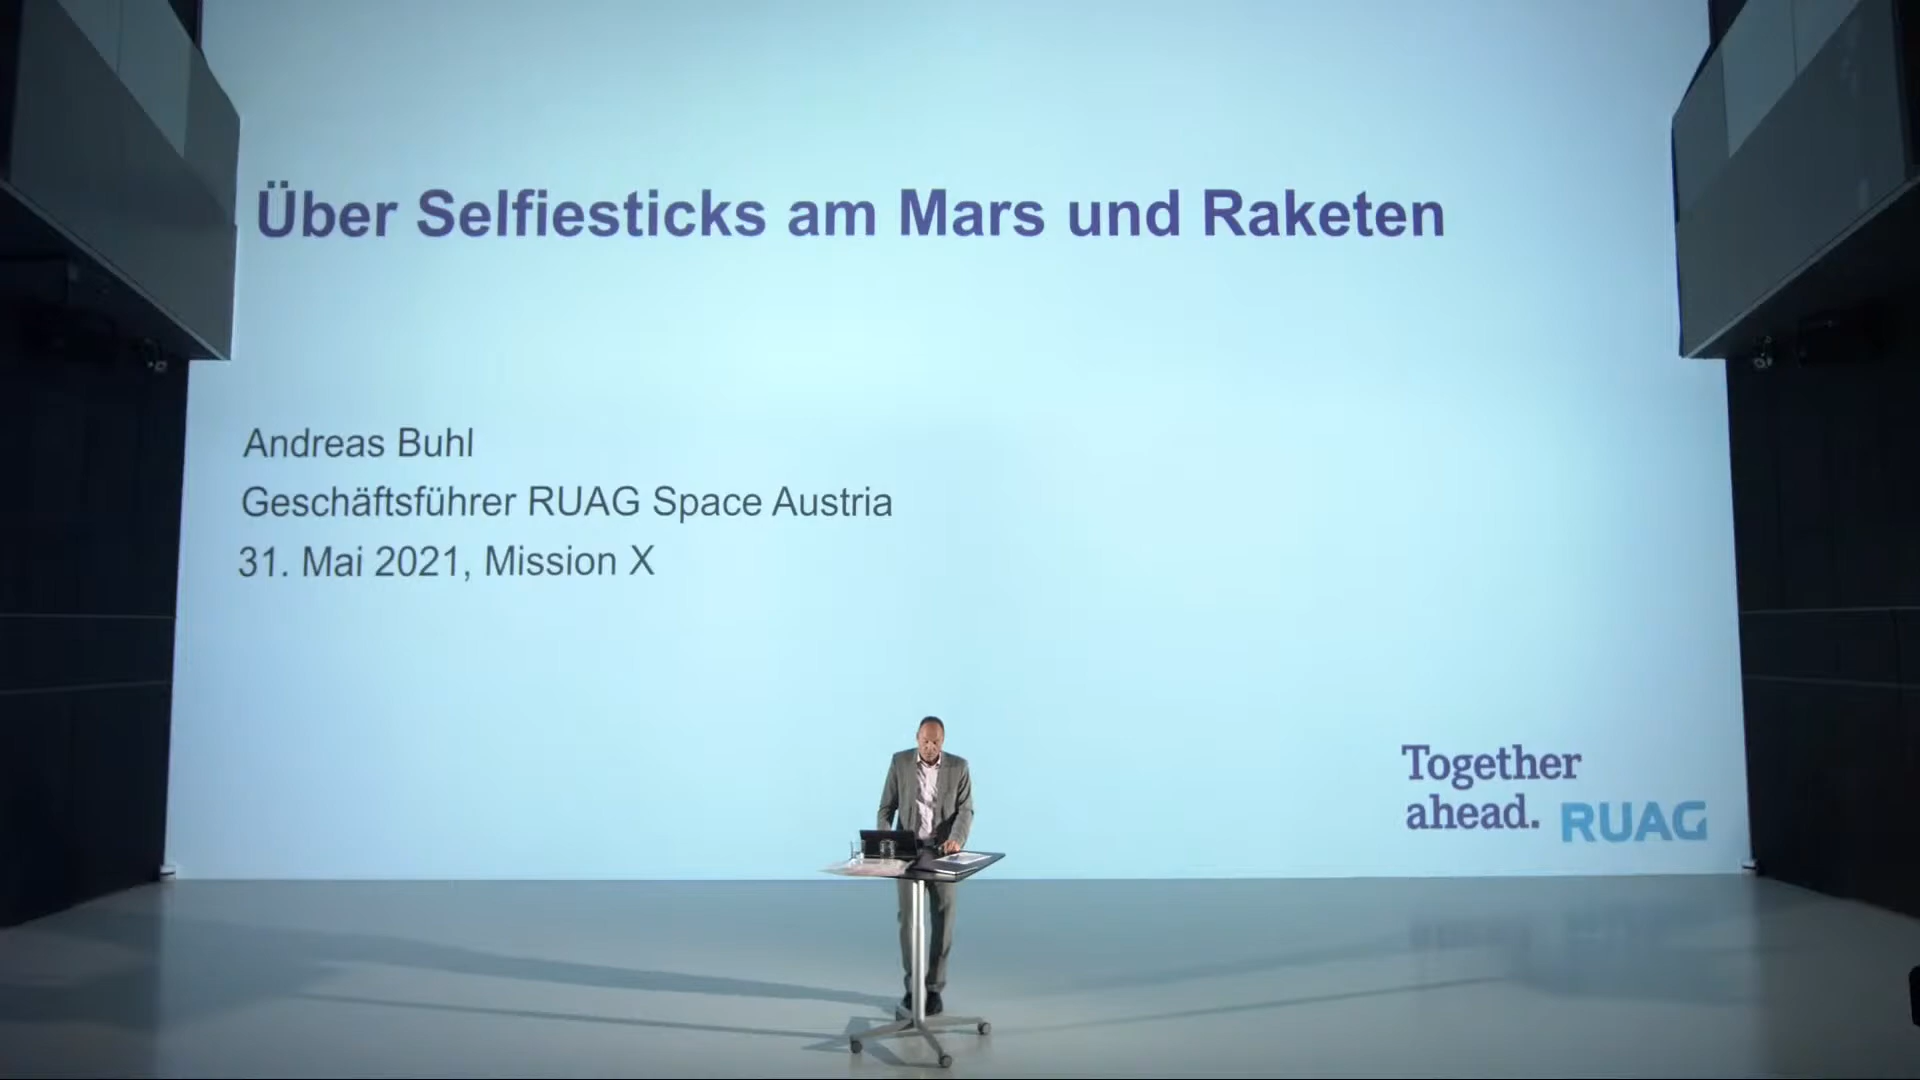 Über Selfiesticks am Mars und Raketen
Andreas Buhl
Geschäftsführer RUAG Space Austria
31. Mai 2021, Mission X
Together
ahead. RUAG